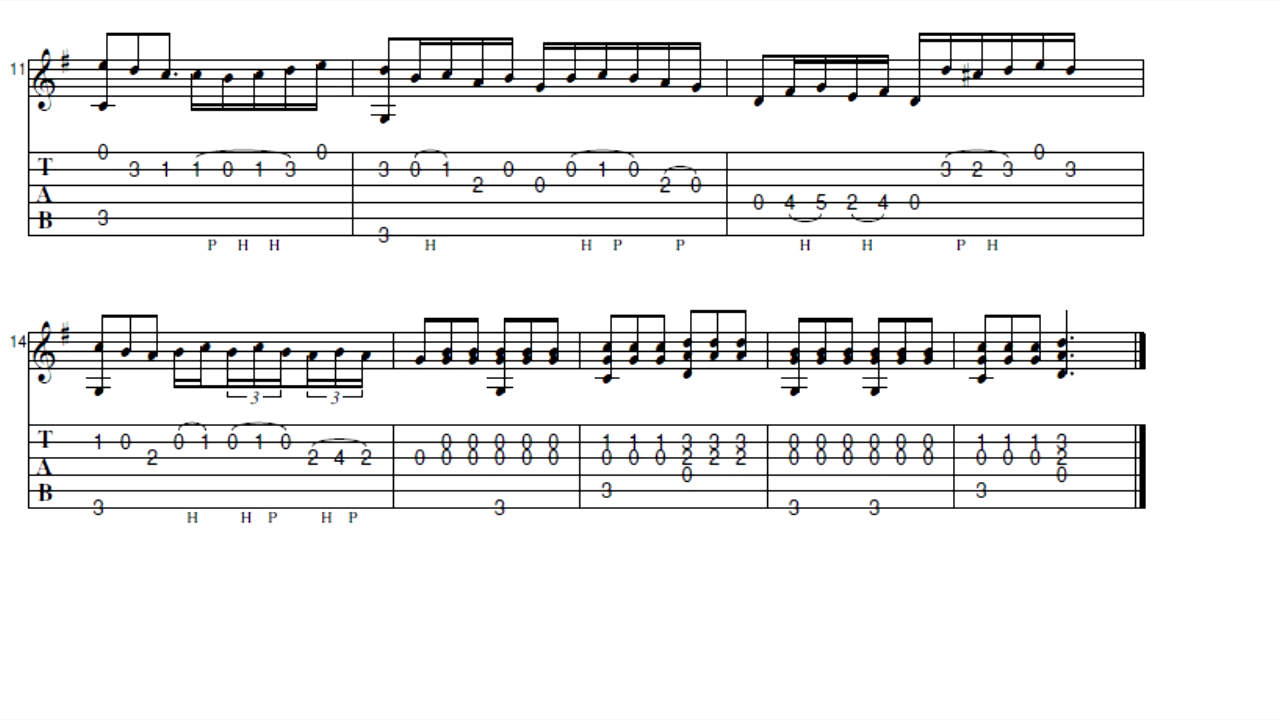 11
T 0 3 1 1 0 1 3 0 3 0 1 2 0 0 0 1 0 2 0 0 4 5 2 4 0 3 2 3 0 3
A
B 3 3
P H H H H P P H H P H
14
3 3
T 1 0 2 0 1 0 1 0 2 4 2 0 0 0 0 0 1 1 1 3 3 3 0 0 0 0 0 0 1 1 1 3
A 0 0 0 0 0 0 0 0 0 2 2 2 0 0 0 0 0 0 0 0 0 2
0 0
B 3 3
3 3 3 3
H H P H P